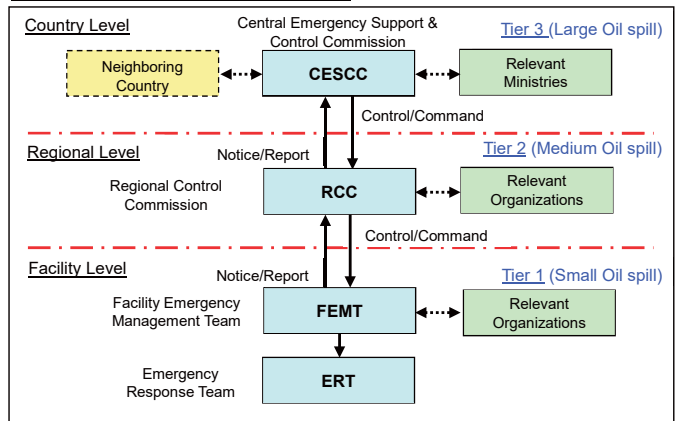 Country Level
Central Emergency Support &
Control Commission
Tier 3 (Large Oil spill)
Neighboring
Country
CESCC
Relevant
Ministries
Control/Command
Regional Level
Notice/Report
Tier 2 (Medium Oil spill)
Regional Control
Commission
RCC
Relevant
Organizations
Control/Command
Facility Level
Notice/Report
Tier 1 (Small Oil spill)
Facility Emergency
Management Team
FEMT
Relevant
Organizations
Emergency
Response Team
ERT